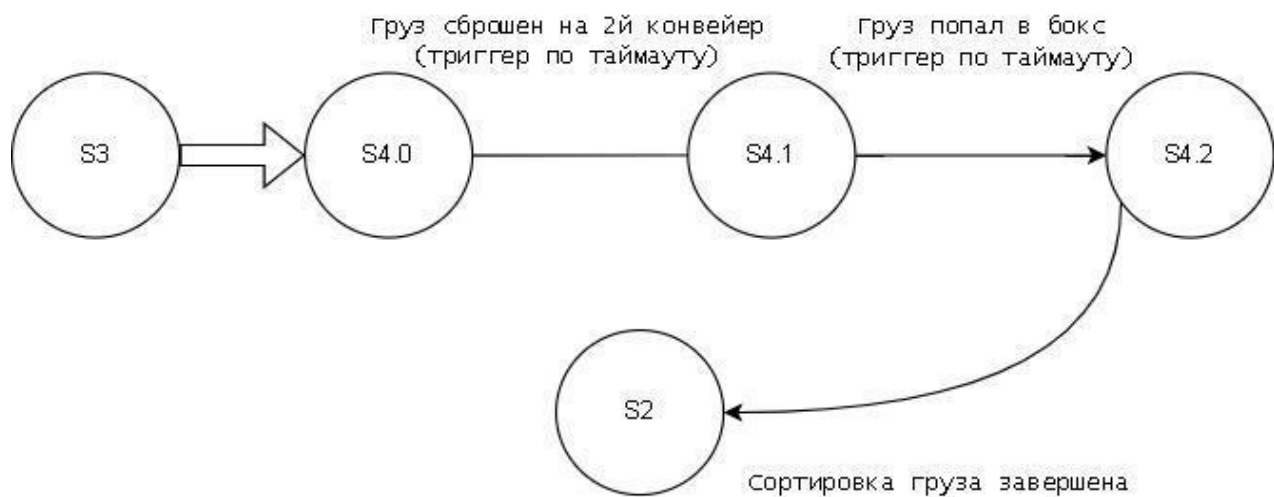 Груз сброшен на 2й конвейер
(триггер по таймауту)
Груз попал в бокс
(триггер по таймауту)
S3
S4.0
S4.1
S4.2
S2
Сортировка груза завершена